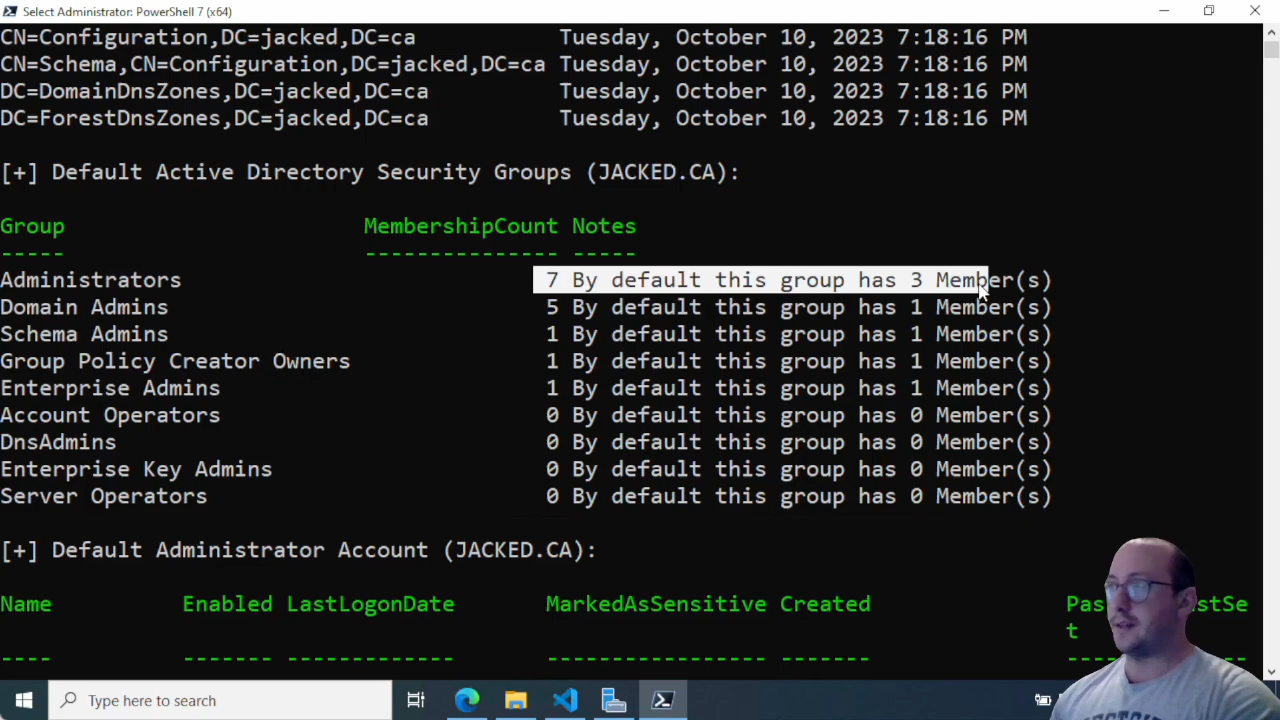 Select Administrator: PowerShell 7 (x64)
CN=Configuration,DC=jacked,DC=ca Tuesday, October 10, 2023 7:18:16 PM
CN=Schema,CN=Configuration,DC=jacked,DC=ca Tuesday, October 10, 2023 7:18:16 PM
DC=DomainDnsZones,DC=jacked,DC=ca Tuesday, October 10, 2023 7:18:16 PM
DC=ForestDnsZones,DC=jacked,DC=ca Tuesday, October 10, 2023 7:18:16 PM
[+] Default Active Directory Security Groups (JACKED.CA):
Group MembershipCount Notes
----- --------------- -----
Administrators 7 By default this group has 3 Member(s)
Domain Admins 5 By default this group has 1 Member(s)
Schema Admins 1 By default this group has 1 Member(s)
Group Policy Creator Owners 1 By default this group has 1 Member(s)
Enterprise Admins 1 By default this group has 1 Member(s)
Account Operators 0 By default this group has 0 Member(s)
DnsAdmins 0 By default this group has 0 Member(s)
Enterprise Key Admins 0 By default this group has 0 Member(s)
Server Operators 0 By default this group has 0 Member(s)
[+] Default Administrator Account (JACKED.CA):
Name Enabled LastLogonDate MarkedAsSensitive Created
t
---- ------- ------------- ----------------- -------
Type here to search